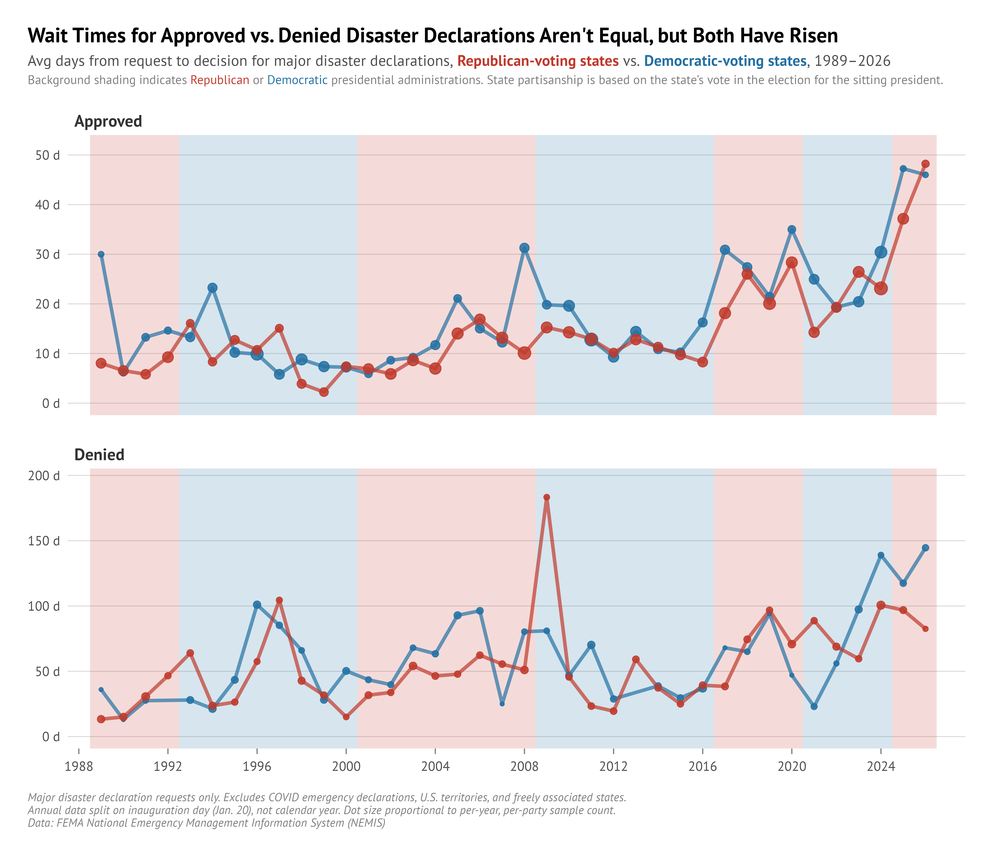 Wait Times for Approved vs. Denied Disaster Declarations Aren't Equal, but Both Have Risen
Avg days from request to decision for major disaster declarations, Republican-voting states vs. Democratic-voting states, 1989–2026
Background shading indicates Republican or Democratic presidential administrations. State partisanship is based on the state’s vote in the election for the sitting president.
Approved
50 d
40 d
30 d
20 d
10 d
0 d
Denied
200 d
150 d
100 d
50 d
0 d
1988 1992 1996 2000 2004 2008 2012 2016 2020 2024
Major disaster declaration requests only. Excludes COVID emergency declarations, U.S. territories, and freely associated states.
Annual data split on inauguration day (Jan. 20), not calendar year. Dot size proportional to per-year, per-party sample count.
Data: FEMA National Emergency Management Information System (NEMIS)